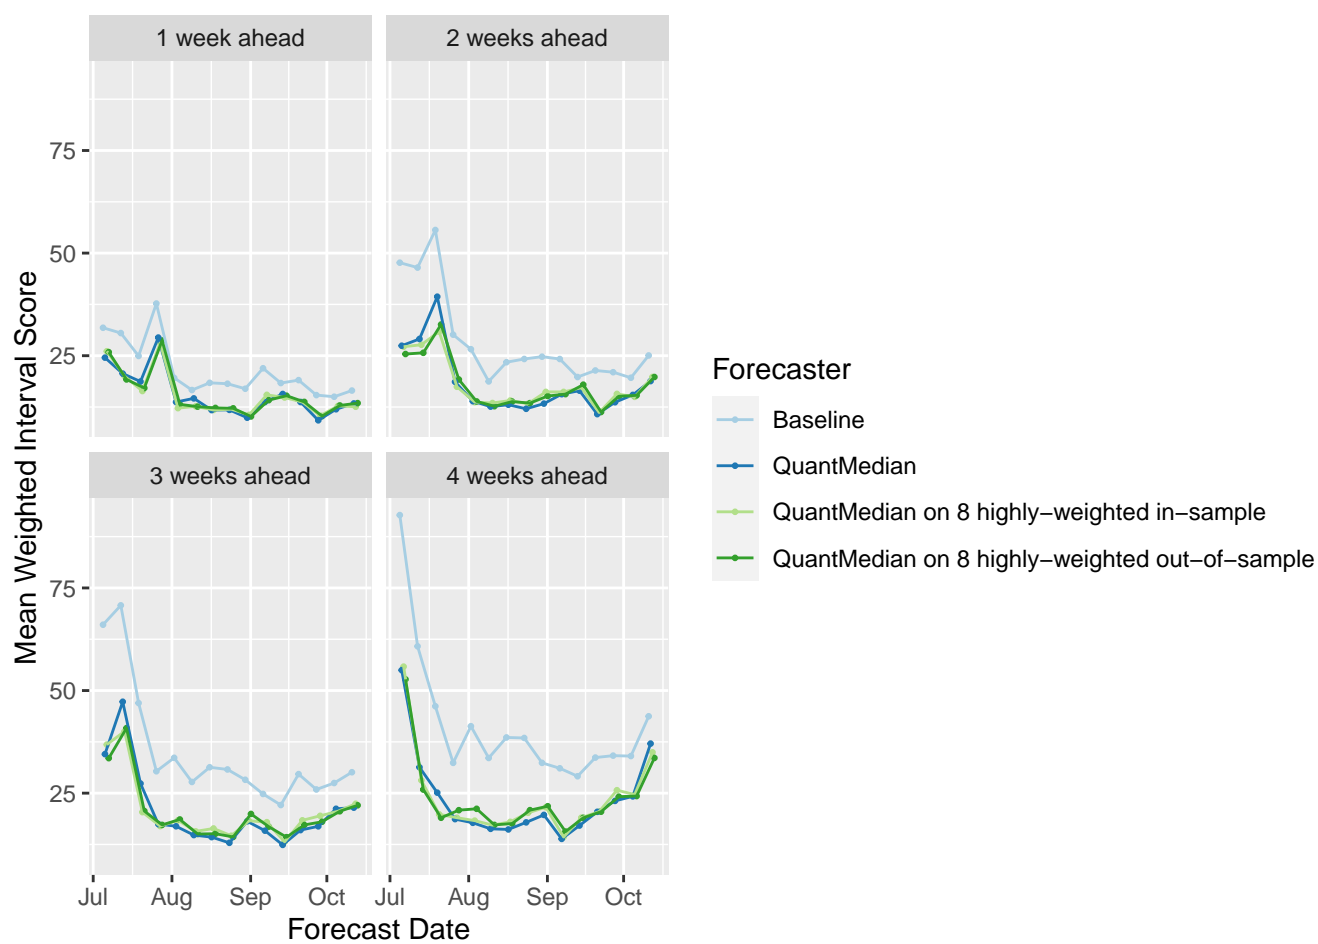 1 week ahead
2 weeks ahead
75
50
25
3 weeks ahead
4 weeks ahead
75
50
25
Jul
Aug
Sep
Oct
Jul
Aug
Sep
Oct
Forecast Date
Mean Weighted Interval Score
Forecaster
Baseline
QuantMedian
QuantMedian on 8 highly−weighted in−sample
QuantMedian on 8 highly−weighted out−of−sample